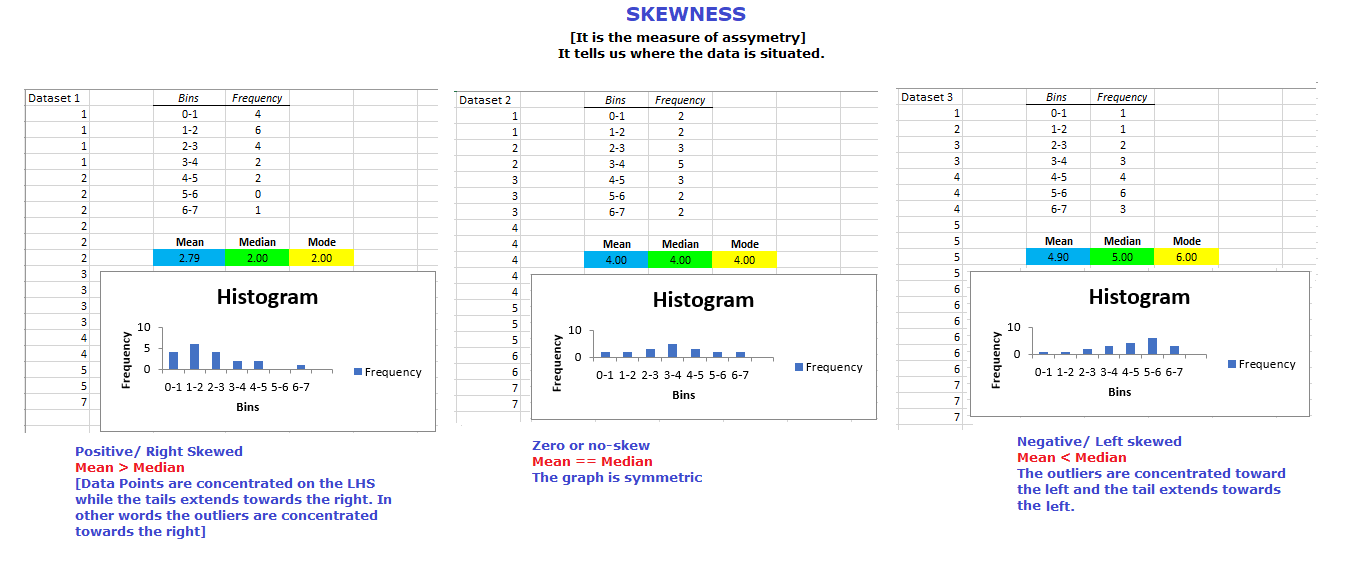 SKEWNESS
[It is the measure of assymetry]
It tells us where the data is situated.
Dataset 1 Bins Frequency
1 0-1 4
1 1-2 6
1 2-3 4
1 3-4 2
2 4-5 2
2 5-6 0
2 6-7 1
2
2 Mean Median Mode
2 2.79 2.00 2.00
3
3
3
3
4
4
5
5
7
Histogram
Frequency
10
5
0
0-1 1-2 2-3 3-4 4-5 5-6 6-7
Bins
Frequency
Positive/ Right Skewed
Mean > Median
[Data Points are concentrated on the LHS
while the tails extends towards the right. In
other words the outliers are concentrated
towards the right]
Dataset 2 Bins Frequency
1 0-1 2
1 1-2 2
2 2-3 3
2 3-4 5
3 4-5 3
3 5-6 2
3 6-7 2
4
4 Mean Median Mode
4 4.00 4.00 4.00
4
4
5
5
5
6
6
7
7
Histogram
Frequency
10
0
0-1 1-2 2-3 3-4 4-5 5-6 6-7
Bins
Frequency
Zero or no-skew
Mean == Median
The graph is symmetric
Dataset 3 Bins Frequency
1 0-1 1
2 1-2 1
3 2-3 2
3 3-4 3
4 4-5 4
4 5-6 6
4 6-7 3
5
5 Mean Median Mode
5 4.90 5.00 6.00
5
6
6
6
6
6
6
7
7
7
Histogram
Frequency
10
0
0-1 1-2 2-3 3-4 4-5 5-6 6-7
Bins
Frequency
Negative/ Left skewed
Mean < Median
The outliers are concentrated toward
the left and the tail extends towards
the left.